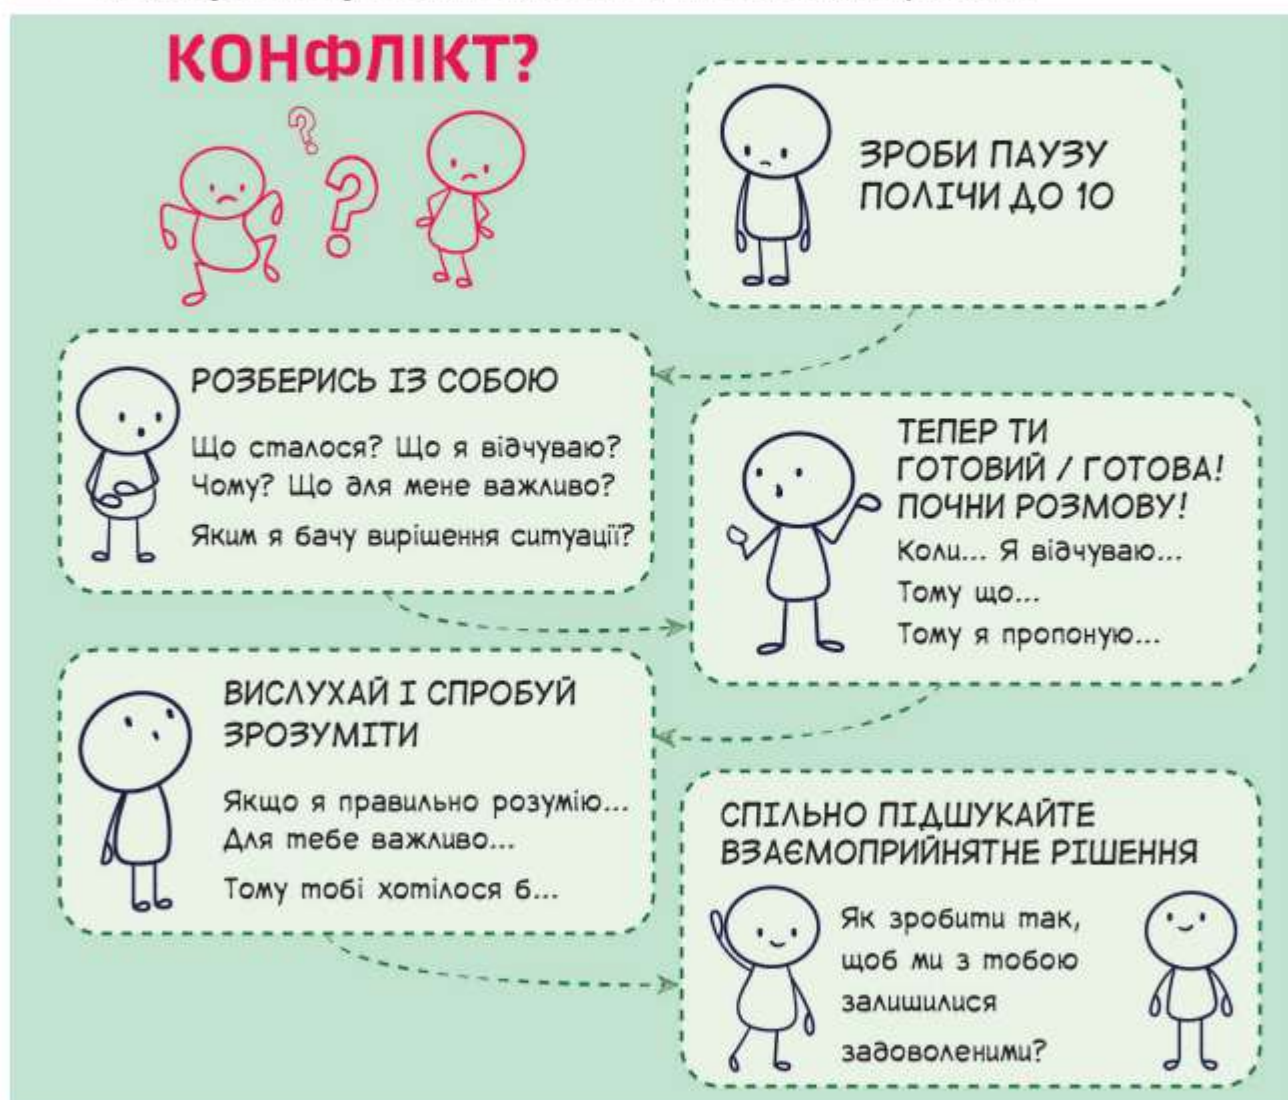 КОНФЛІКТ?
ЗРОБИ ПАУЗУ
ПОЛІЧИ ДО 10
РОЗБЕРИСЬ ІЗ СОБОЮ
Що сталося? Що я відчуваю?
Чому? Що для мене важливо?
Яким я бачу вирішення ситуації?
ТЕПЕР ТИ
ГОТОВИЙ / ГОТОВА!
ПОЧНИ РОЗМОВУ!
Коли... Я відчуваю...
Тому що...
Тому я пропоную...
ВИСЛУХАЙ І СПРОБУЙ
ЗРОЗУМІТИ
Якщо я правильно розумію...
Для тебе важливо...
Тому тобі хотілося б...
СПІЛЬНО ПІДШУКАЙТЕ
ВЗАЄМОПРИЙНЯТНЕ РІШЕННЯ
Як зробити так,
щоб ми з тобою
залишилися
задоволеними?